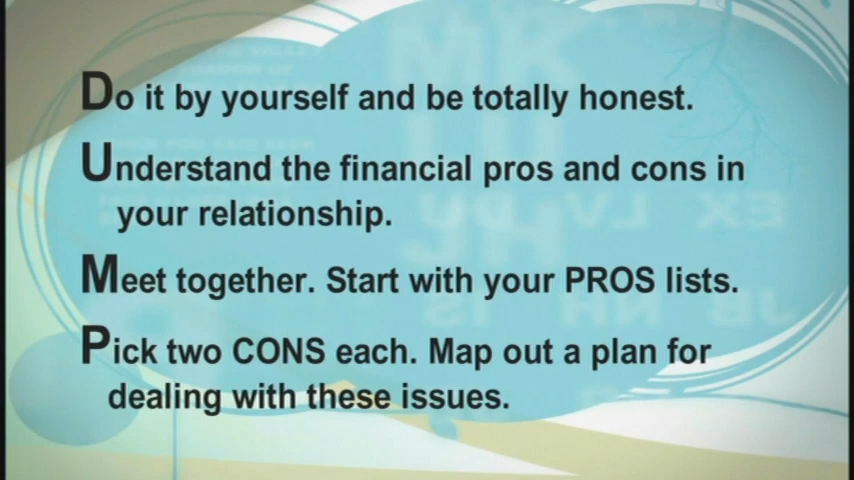 Do it by yourself and be totally honest.
Understand the financial pros and cons in
your relationship.
Meet together. Start with your PROS lists.
Pick two CONS each. Map out a plan for
dealing with these issues.